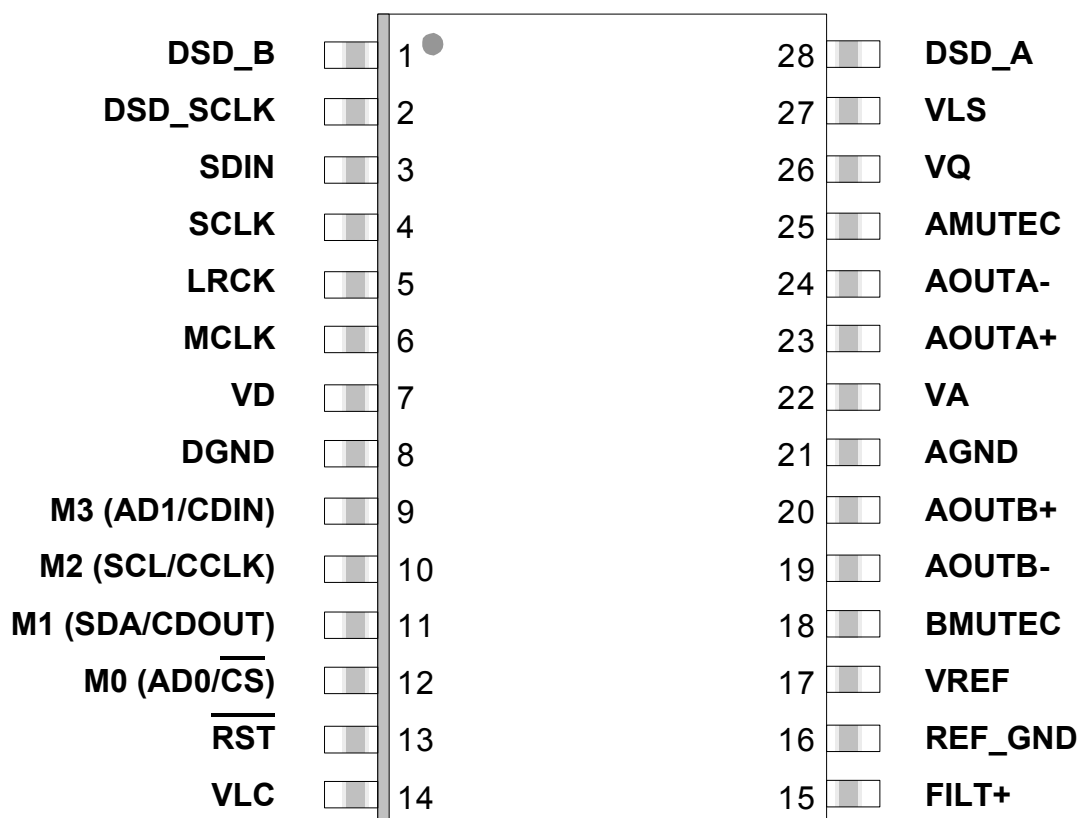 DSD_B 1 28 DSD_A
DSD_SCLK 2 27 VLS
SDIN 3 26 VQ
SCLK 4 25 AMUTEC
LRCK 5 24 AOUTA-
MCLK 6 23 AOUTA+
VD 7 22 VA
DGND 8 21 AGND
M3 (AD1/CDIN) 9 20 AOUTB+
M2 (SCL/CCLK) 10 19 AOUTB-
M1 (SDA/CDOUT) 11 18 BMUTEC
M0 (AD0/C̅S̅) 12 17 VREF
R̅S̅T̅ 13 16 REF_GND
VLC 14 15 FILT+